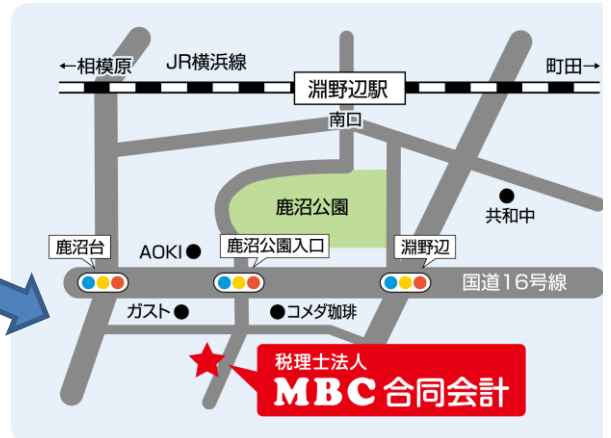 ←相模原
JR横浜線
町田→
淵野辺駅
南口
鹿沼公園
共和中
鹿沼台
AOKI
鹿沼公園入口
淵野辺
国道16号線
ガスト
コメダ珈琲
税理士法人
MBC合同会計